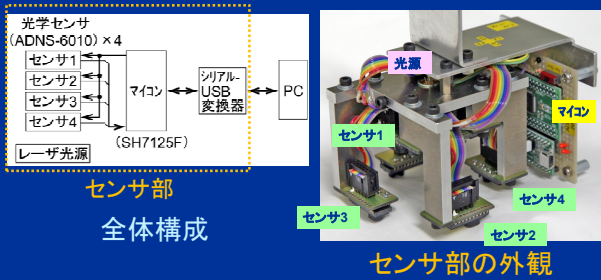 光学センサ
(ADNS-6010)×4
センサ1
センサ2
センサ3
センサ4
マイコン
(SH7125F)
シリアル-
USB
変換器
PC
レーザ光源
センサ部
全体構成
光源
マイコン
センサ1
センサ3
センサ4
センサ2
センサ部の外観